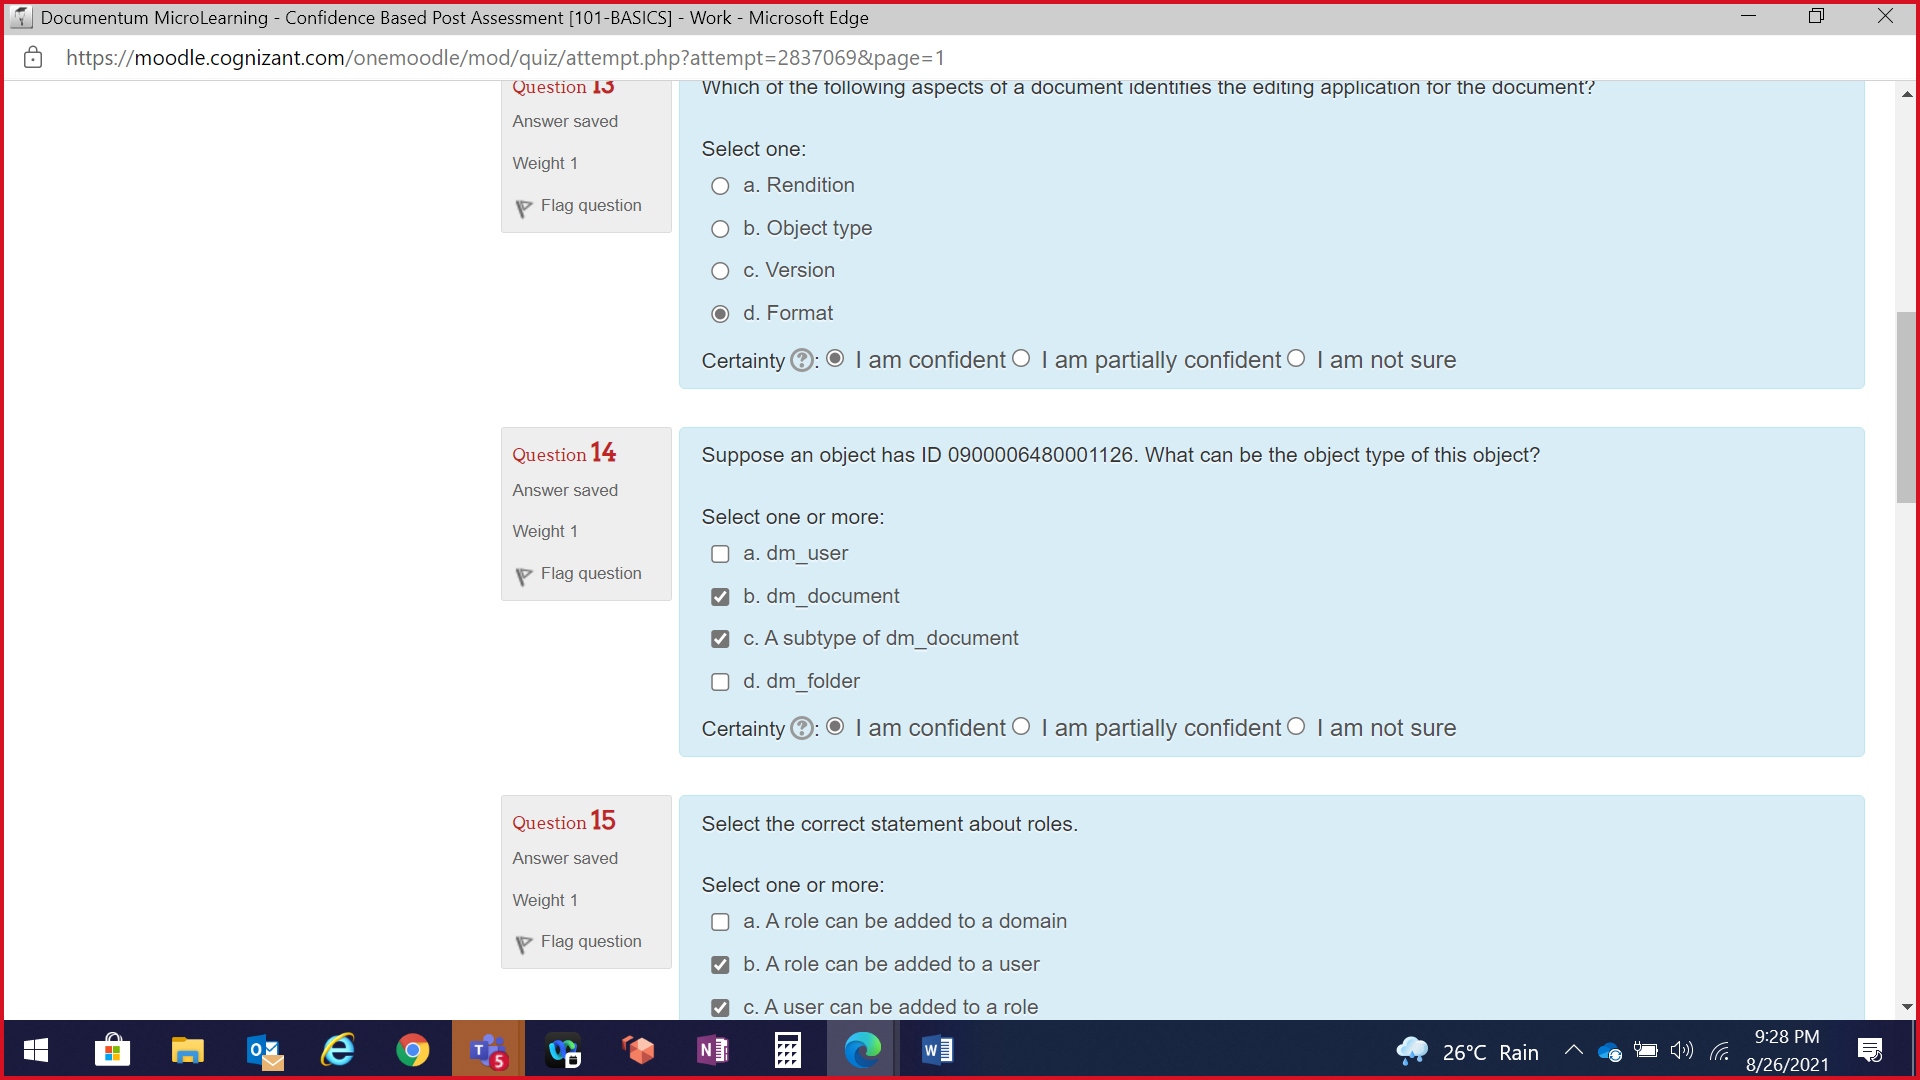 Documentum MicroLearning - Confidence Based Post Assessment [101-BASICS] - Work - Microsoft Edge
https://moodle.cognizant.com/onemoodle/mod/quiz/attempt.php?attempt=2837069&page=1
Question 13
Answer saved
Weight 1
Flag question
Which of the following aspects of a document identifies the editing application for the document?
Select one:
a. Rendition
b. Object type
c. Version
d. Format
Certainty ?: I am confident I am partially confident I am not sure
Question 14
Answer saved
Weight 1
Flag question
Suppose an object has ID 0900006480001126. What can be the object type of this object?
Select one or more:
a. dm_user
b. dm_document
c. A subtype of dm_document
d. dm_folder
Certainty ?: I am confident I am partially confident I am not sure
Question 15
Answer saved
Weight 1
Flag question
Select the correct statement about roles.
Select one or more:
a. A role can be added to a domain
b. A role can be added to a user
c. A user can be added to a role
26°C Rain
9:28 PM
8/26/2021